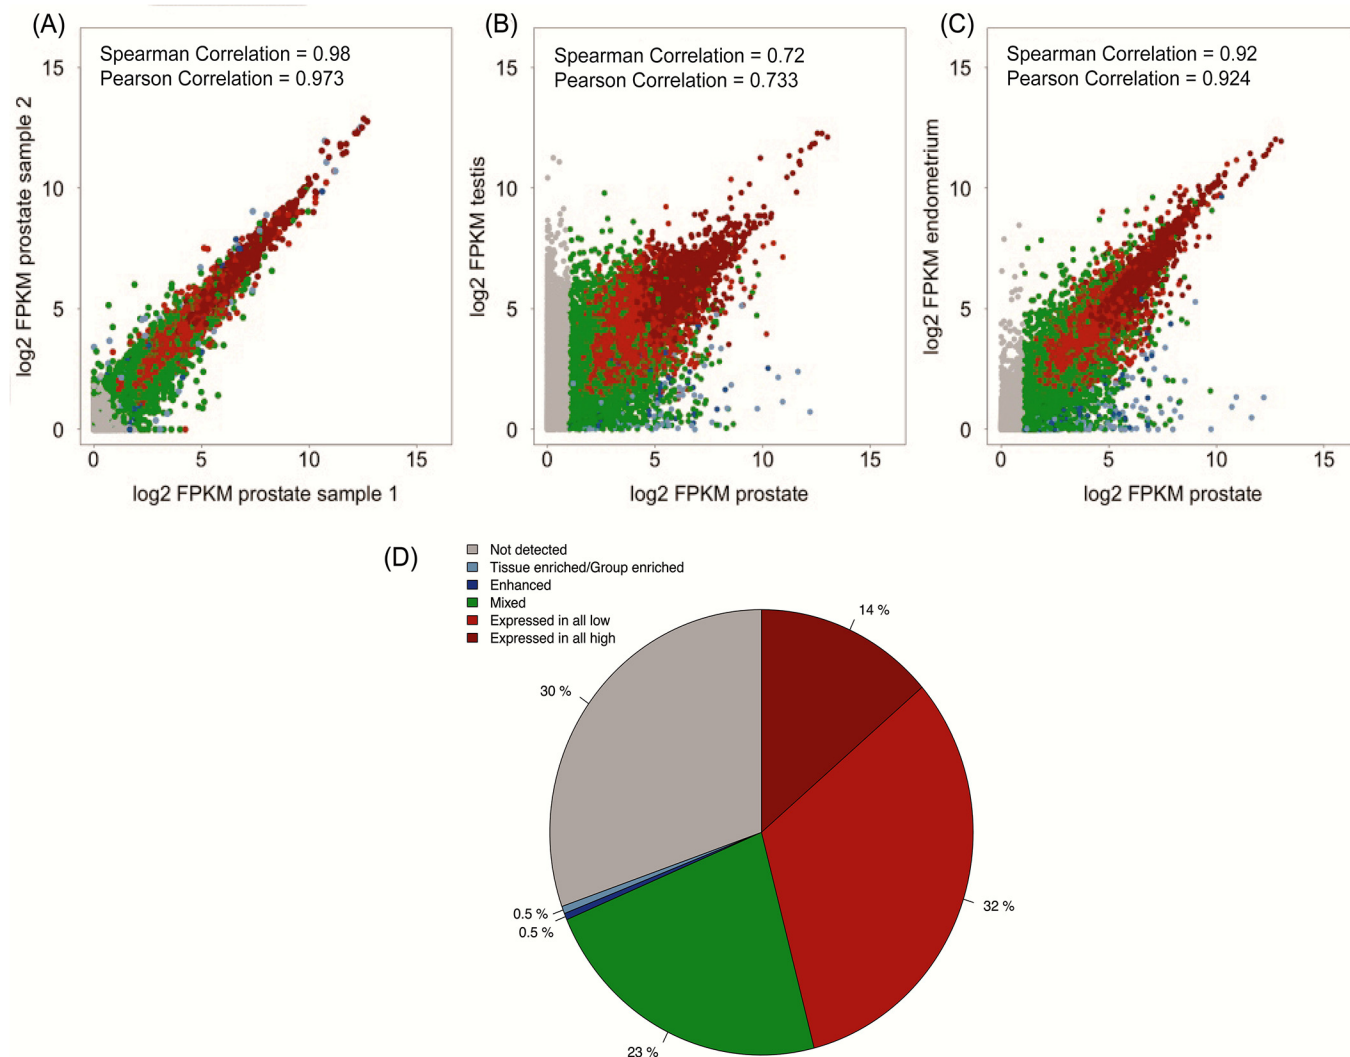 (A)
Spearman Correlation = 0.98
Pearson Correlation = 0.973
15
10
5
0
0 5 10 15
log2 FPKM prostate sample 2
log2 FPKM prostate sample 1
(B)
Spearman Correlation = 0.72
Pearson Correlation = 0.733
15
10
5
0
0 5 10 15
log2 FPKM testis
log2 FPKM prostate
(C)
Spearman Correlation = 0.92
Pearson Correlation = 0.924
15
10
5
0
0 5 10 15
log2 FPKM endometrium
log2 FPKM prostate
(D)
Not detected
Tissue enriched/Group enriched
Enhanced
Mixed
Expressed in all low
Expressed in all high
14 %
30 %
32 %
0.5 %
0.5 %
23 %